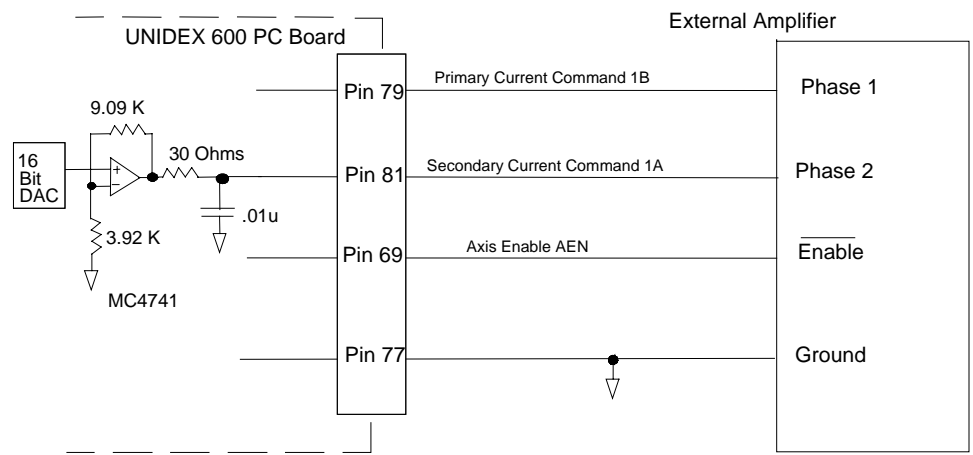 External Amplifier
UNIDEX 600 PC Board
Pin 79
Primary Current Command 1B
Phase 1
9.09 K
16
Bit
DAC
+
−
30 Ohms
Pin 81
Secondary Current Command 1A
Phase 2
.01u
3.92 K
Pin 69
Axis Enable AEN
Enable
MC4741
Pin 77
Ground